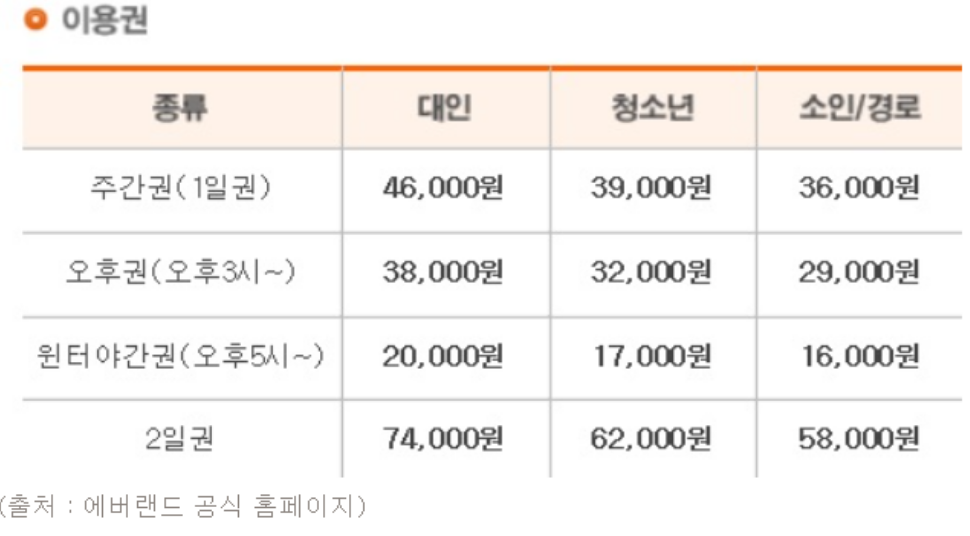 이용권
종류 대인 청소년 소인/경로
주간권(1일권) 46,000원 39,000원 36,000원
오후권(오후3시~) 38,000원 32,000원 29,000원
윈터야간권(오후5시~) 20,000원 17,000원 16,000원
2일권 74,000원 62,000원 58,000원
(출처 : 에버랜드 공식 홈페이지)